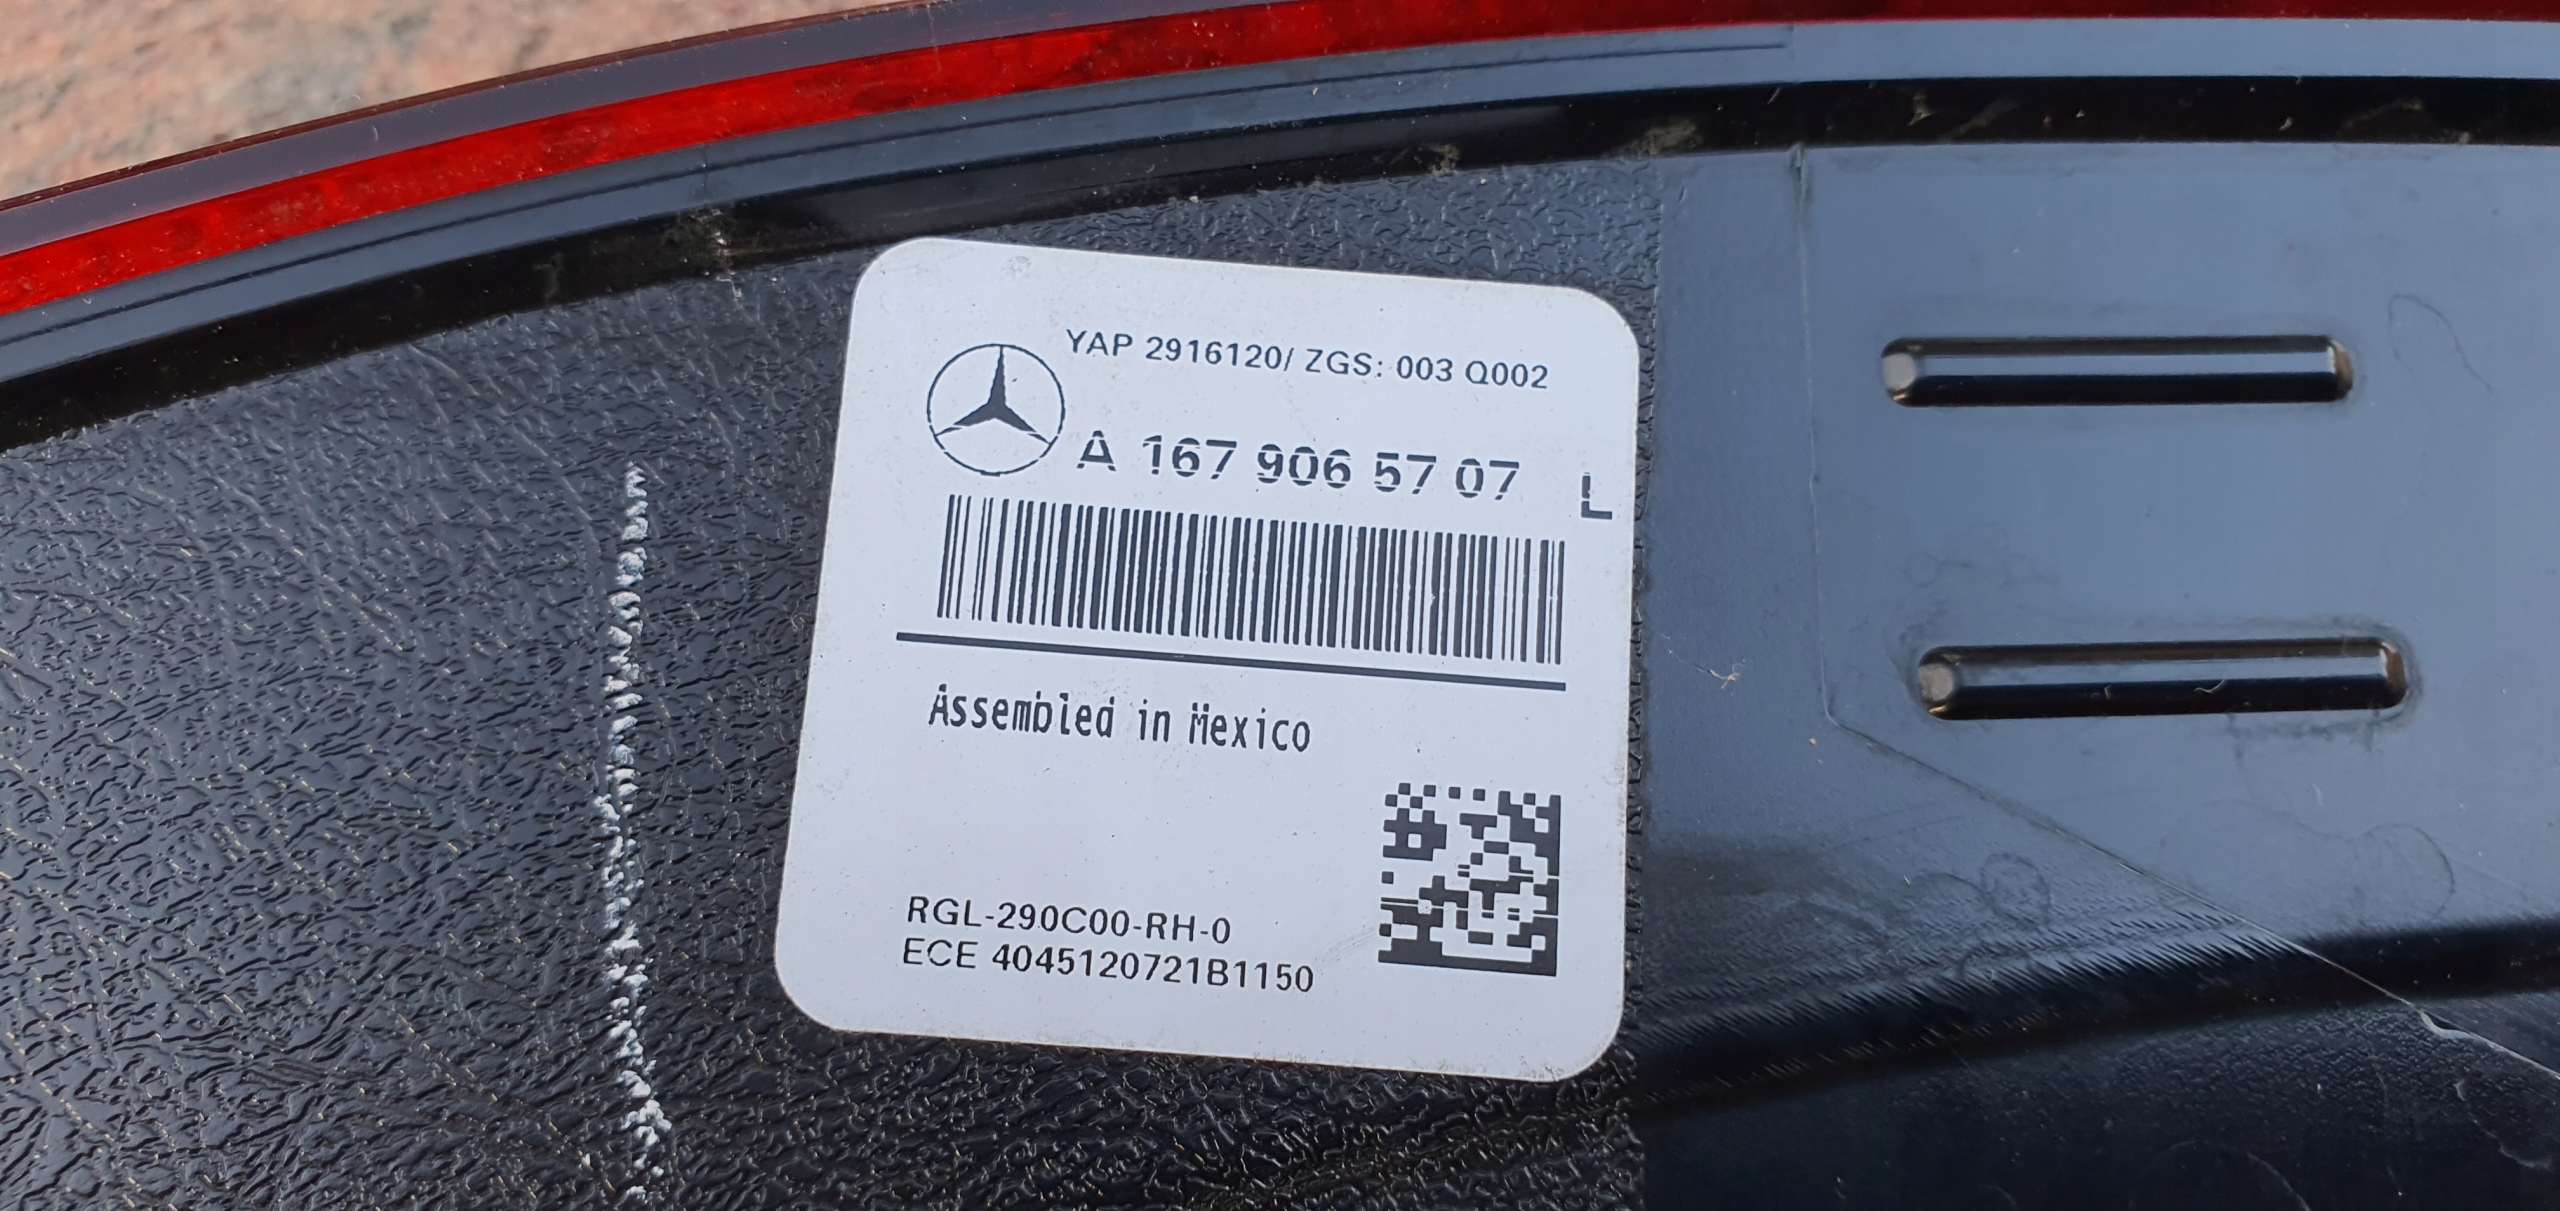 YAP 2916120/ ZGS: 003 Q002
A 167 906 57 07 L
Assembled in Mexico
RGL-290C00-RH-0
ECE 4045120721B1150